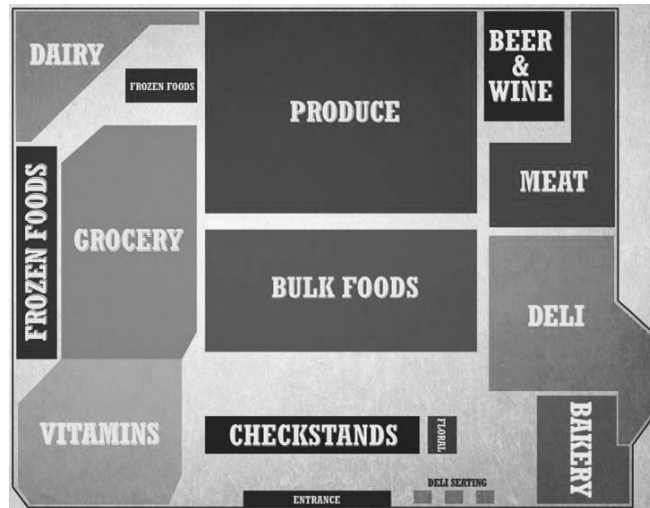 DAIRY
FROZEN FOODS
PRODUCE
BEER
&
WINE
MEAT
FROZEN FOODS
GROCERY
BULK FOODS
DELI
VITAMINS
CHECKSTANDS
FLORAL
BAKERY
DELI SEATING
ENTRANCE